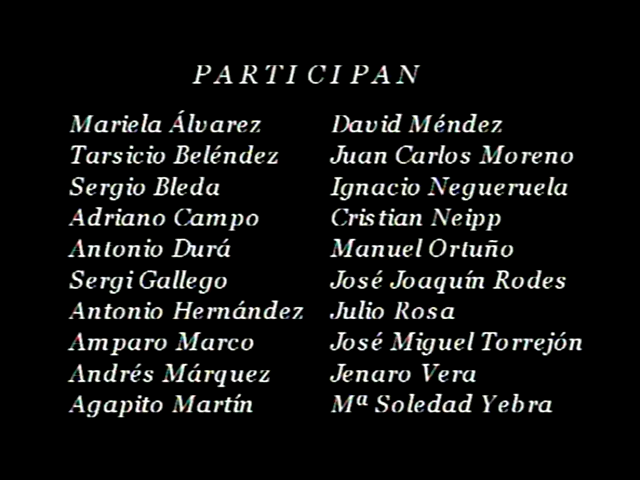 PARTICIPAN
Mariela Álvarez
Tarsicio Beléndez
Sergio Bleda
Adriano Campo
Antonio Durá
Sergi Gallego
Antonio Hernández
Amparo Marco
Andrés Márquez
Agapito Martín
David Méndez
Juan Carlos Moreno
Ignacio Negueruela
Cristian Neipp
Manuel Ortuño
José Joaquín Rodes
Julio Rosa
José Miguel Torrejón
Jenaro Vera
Mª Soledad Yebra